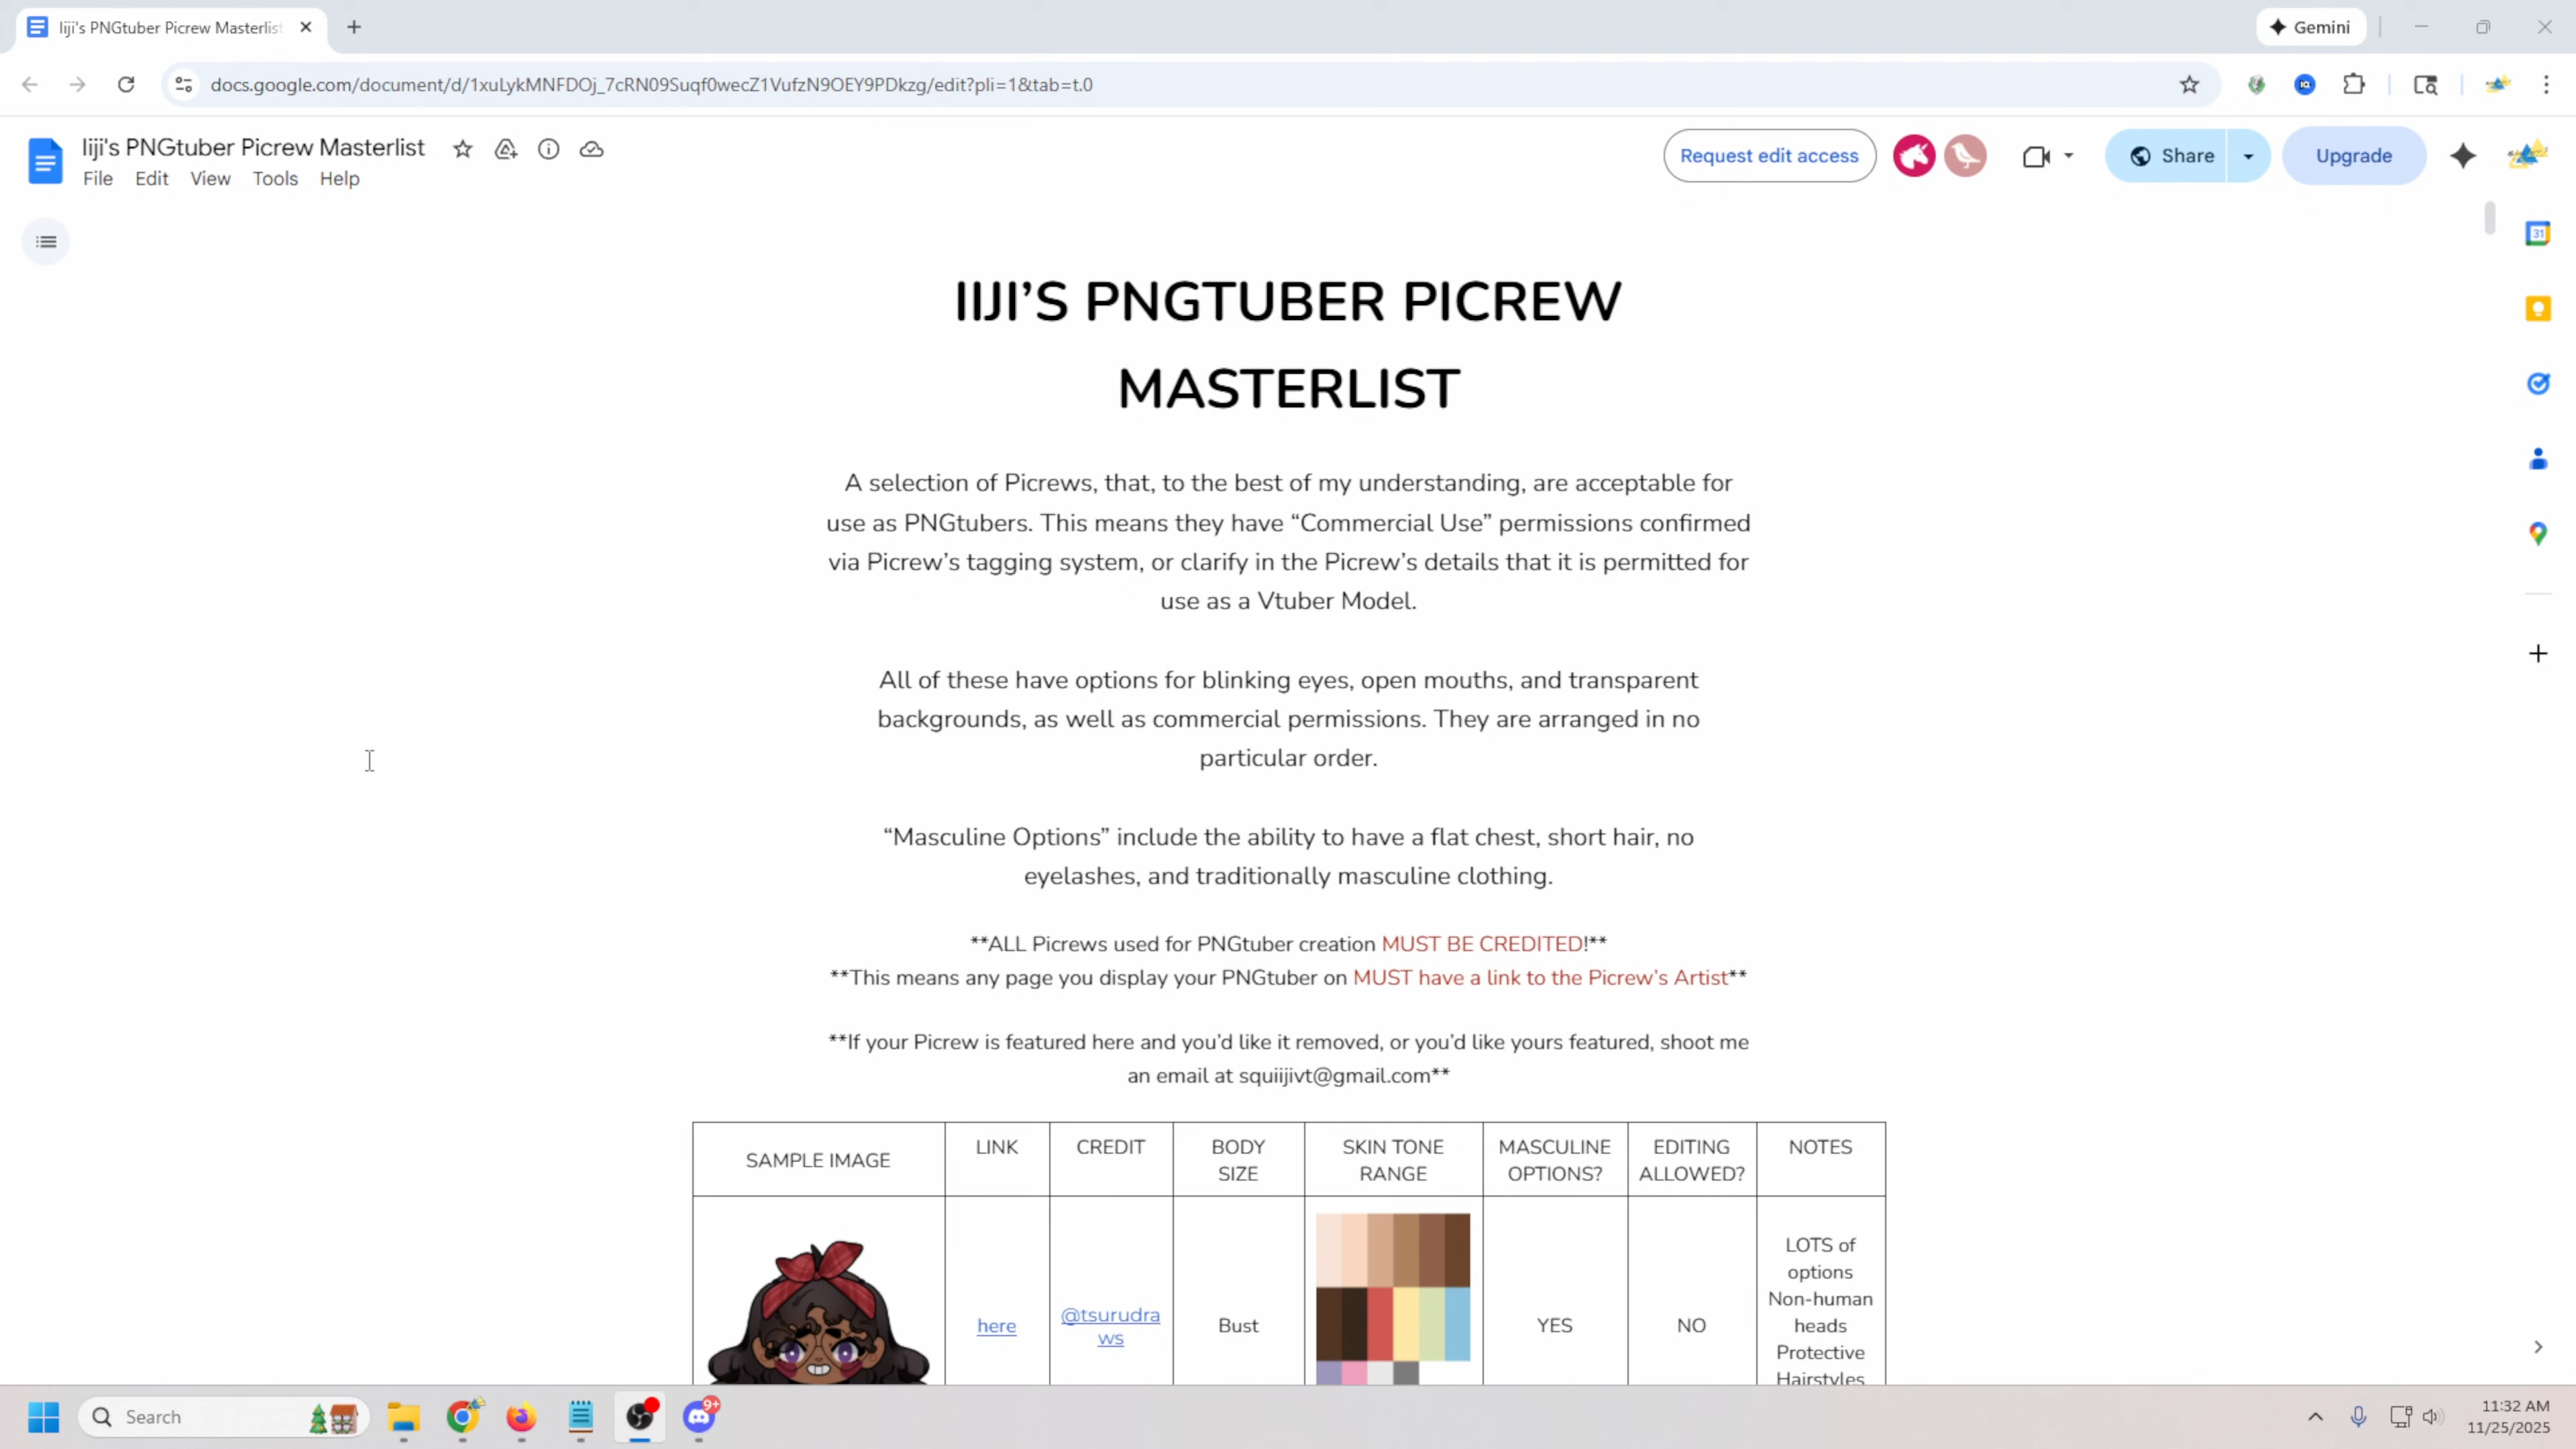 Iiji's PNGtuber Picrew Masterlist
Gemini
docs.google.com/document/d/1xuLykMNFDOj_7cRN09Suqf0wecZ1VufzN9OEY9PDkzg/edit?pli=1&tab=t.0
Iiji's PNGtuber Picrew Masterlist
File Edit View Tools Help
Request edit access
Share
Upgrade
31
IIJI’S PNGTUBER PICREW
MASTERLIST
A selection of Picrews, that, to the best of my understanding, are acceptable for
use as PNGtubers. This means they have “Commercial Use” permissions confirmed
via Picrew’s tagging system, or clarify in the Picrew’s details that it is permitted for
use as a Vtuber Model.
All of these have options for blinking eyes, open mouths, and transparent
backgrounds, as well as commercial permissions. They are arranged in no
particular order.
“Masculine Options” include the ability to have a flat chest, short hair, no
eyelashes, and traditionally masculine clothing.
**ALL Picrews used for PNGtuber creation MUST BE CREDITED!**
**This means any page you display your PNGtuber on MUST have a link to the Picrew’s Artist**
**If your Picrew is featured here and you’d like it removed, or you’d like yours featured, shoot me
an email at squiijivt@gmail.com**
SAMPLE IMAGE
LINK
CREDIT
BODY
SIZE
SKIN TONE
RANGE
MASCULINE
OPTIONS?
EDITING
ALLOWED?
NOTES
here
@tsurudra
ws
Bust
YES
NO
LOTS of
options
Non-human
heads
Protective
Hairstyles
Search
9+
11:32 AM
11/25/2025